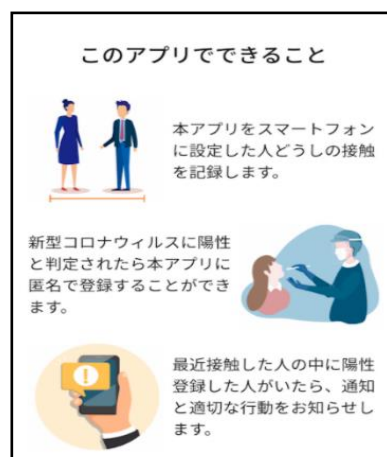 このアプリでできること
本アプリをスマートフォン
に設定した人どうしの接触
を記録します。
新型コロナウィルスに陽性
と判定されたら本アプリに
匿名で登録することができ
ます。
最近接触した人の中に陽性
登録した人がいたら、通知
と適切な行動をお知らせし
ます。